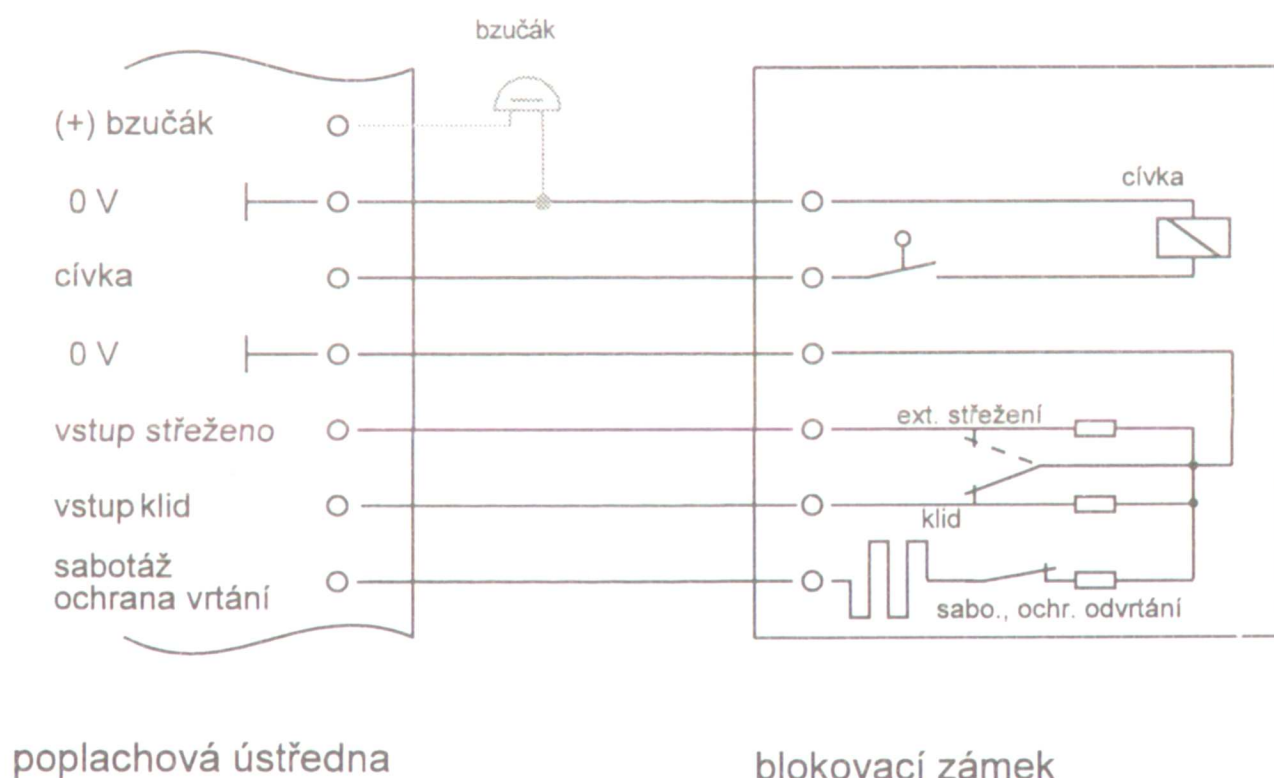 bzučák
(+) bzučák
0 V
cívka
cívka
0 V
vstup střeženo
ext. střežení
vstup klid
klid
sabotáž
ochrana vrtání
sabo., ochr. odvrtání
poplachová ústředna
blokovací zámek